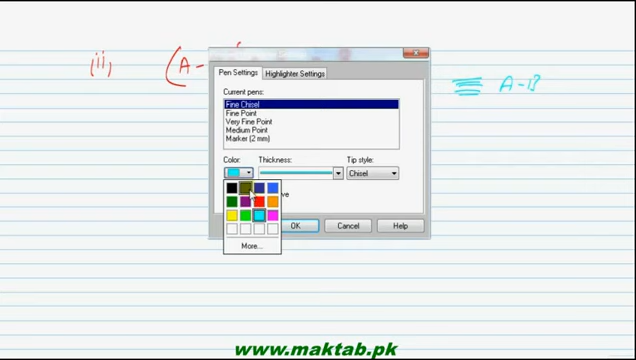 (ii) (A -
≡ A-B
Pen Settings Highlighter Settings
Current pens:
Fine Chisel
Fine Point
Very Fine Point
Medium Point
Marker (2 mm)
Color: Thickness: Tip style:
Chisel
ve
More...
OK Cancel Help
www.maktab.pk